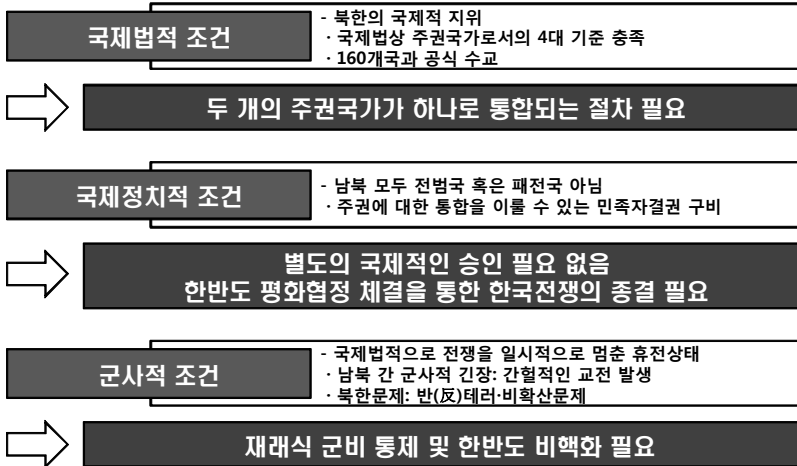 국제법적 조건
- 북한의 국제적 지위
· 국제법상 주권국가로서의 4대 기준 충족
· 160개국과 공식 수교
두 개의 주권국가가 하나로 통합되는 절차 필요
국제정치적 조건
- 남북 모두 전범국 혹은 패전국 아님
· 주권에 대한 통합을 이룰 수 있는 민족자결권 구비
별도의 국제적인 승인 필요 없음
한반도 평화협정 체결을 통한 한국전쟁의 종결 필요
군사적 조건
- 국제법적으로 전쟁을 일시적으로 멈춘 휴전상태
· 남북 간 군사적 긴장: 간헐적인 교전 발생
· 북한문제: 반(反)테러·비확산문제
재래식 군비 통제 및 한반도 비핵화 필요